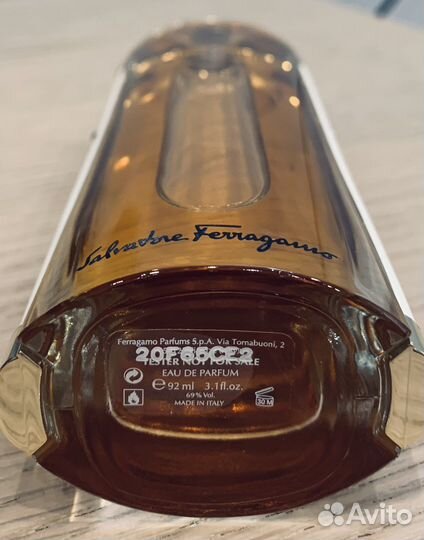 Salvatore Ferragamo
Ferragamo Parfums S.p.A. Via Tornabuoni, 2
20F65CE2
TESTER NOT FOR SALE
EAU DE PARFUM
e 92 ml 3.1 fl.oz.
69% Vol.
MADE IN ITALY
30 M
Avito